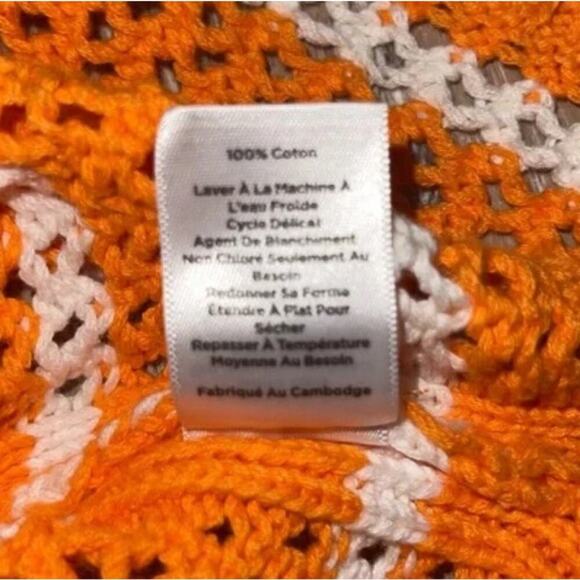 100% Coton
Laver À La Machine À
L'eau Froide
Cycle Délicat
Agent De Blanchiment
Non Chloré Seulement Au
Besoin
Redonner Sa Forme
Étendre À Plat Pour
Sécher
Repasser À Température
Moyenne Au Besoin
Fabriqué Au Cambodge